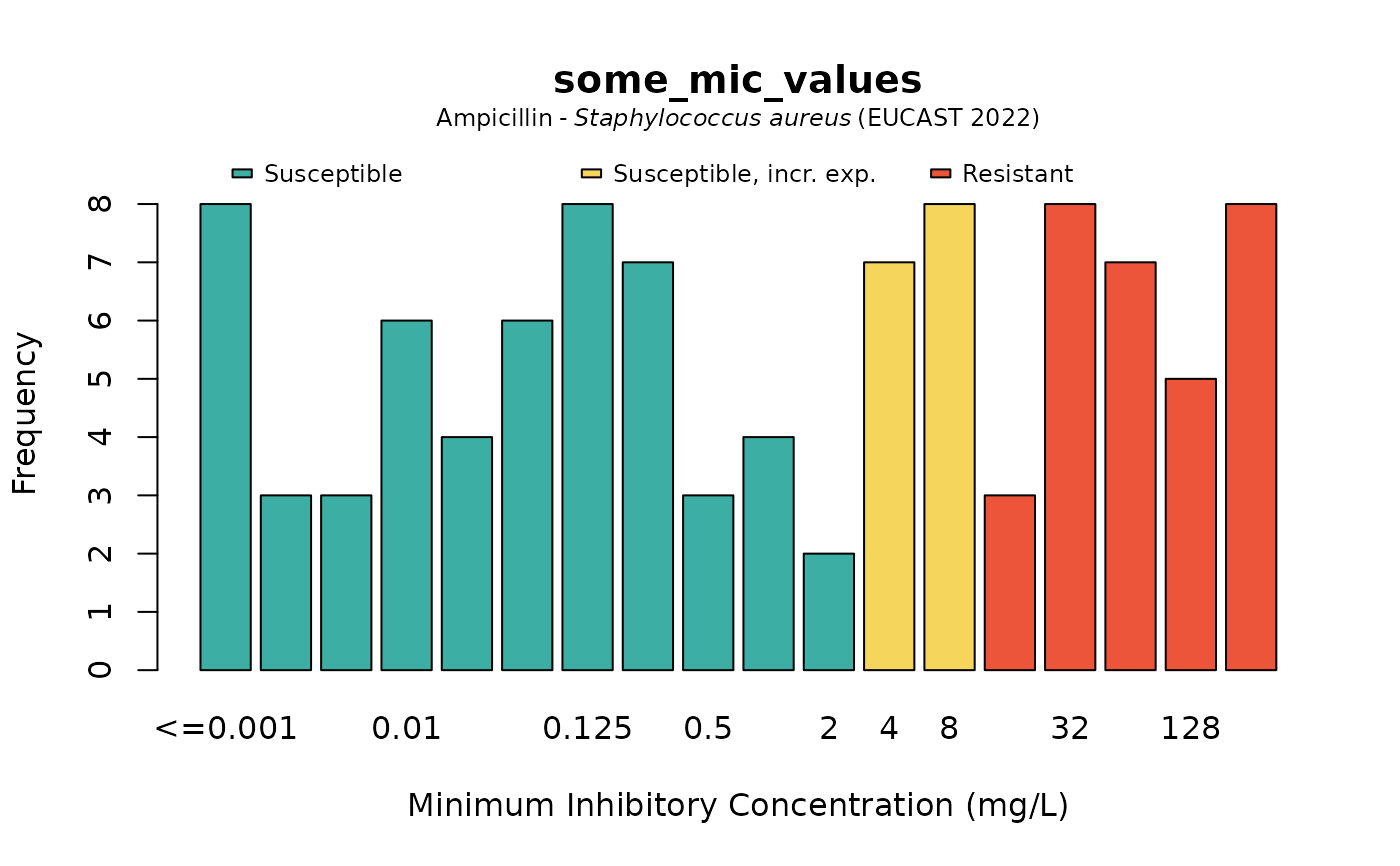 some_mic_values
Ampicillin - Staphylococcus aureus (EUCAST 2022)
Susceptible Susceptible, incr. exp. Resistant
8
7
6
5
4
3
2
1
0
Frequency
<=0.001 0.01 0.125 0.5 2 4 8 32 128
Minimum Inhibitory Concentration (mg/L)